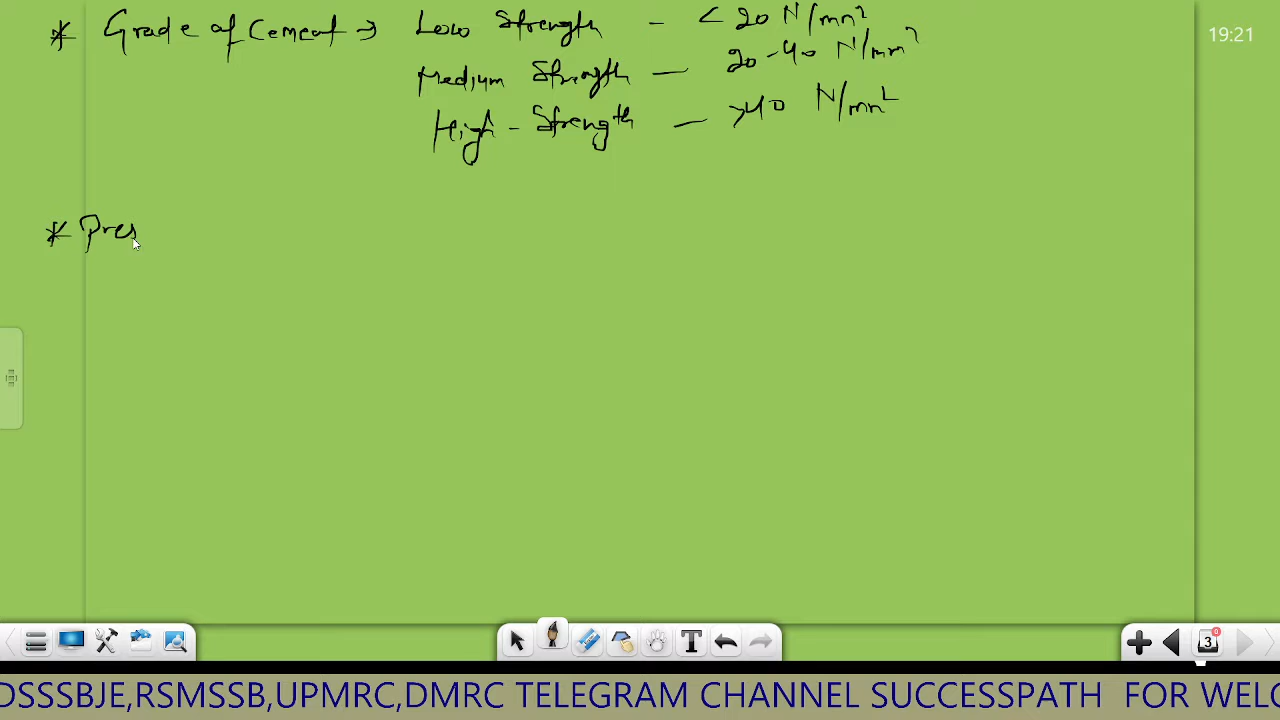 * Grade of Cement → Low Strength - < 20 N/mm²
19:21
Medium Strength — 20-40 N/mm²
High - Strength — >40 N/mm²
* Pres
3
DSSSBJE,RSMSSB,UPMRC,DMRC TELEGRAM CHANNEL SUCCESSPATH FOR WELC